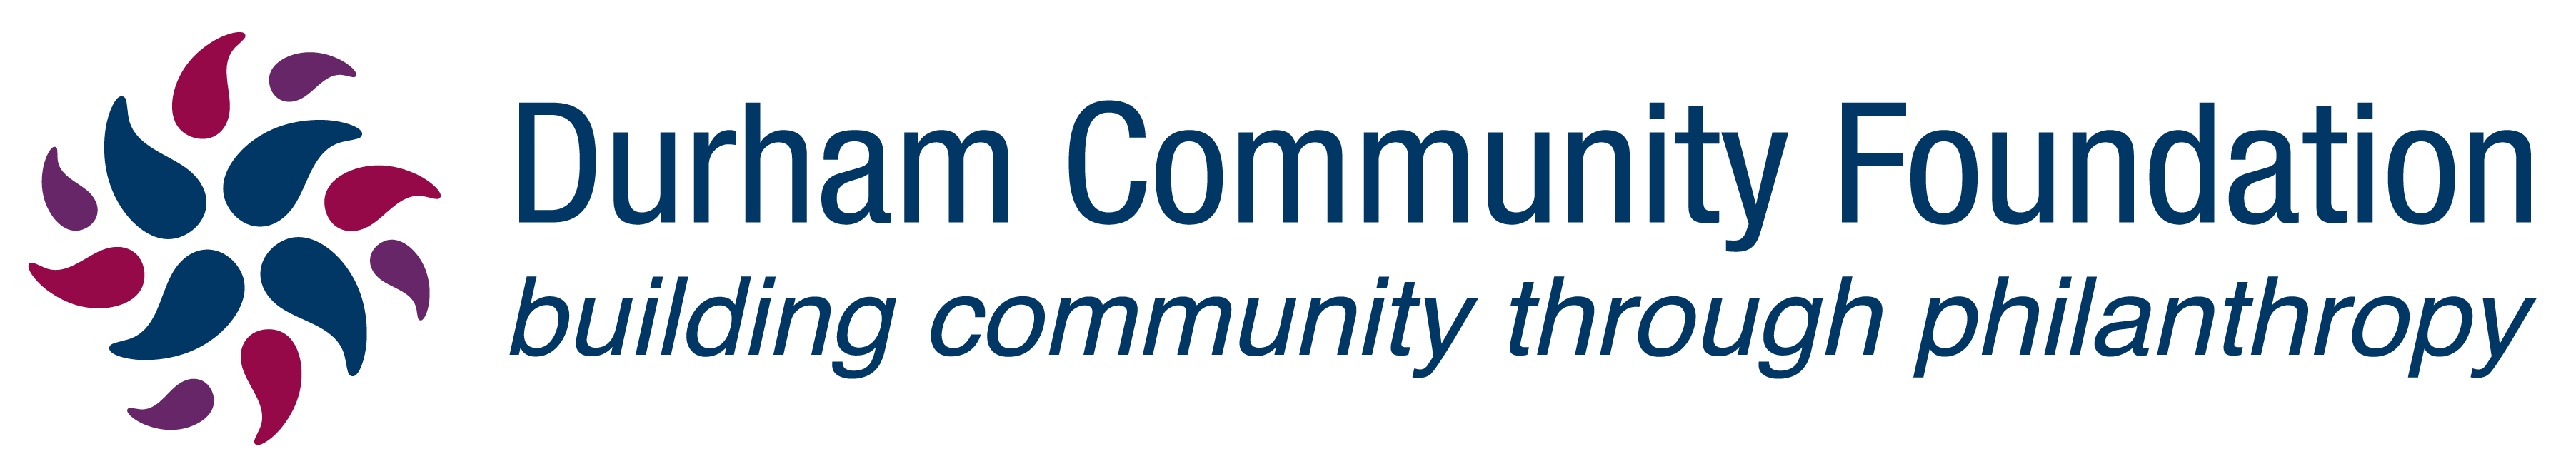 Durham Community Foundation
building community through philanthropy